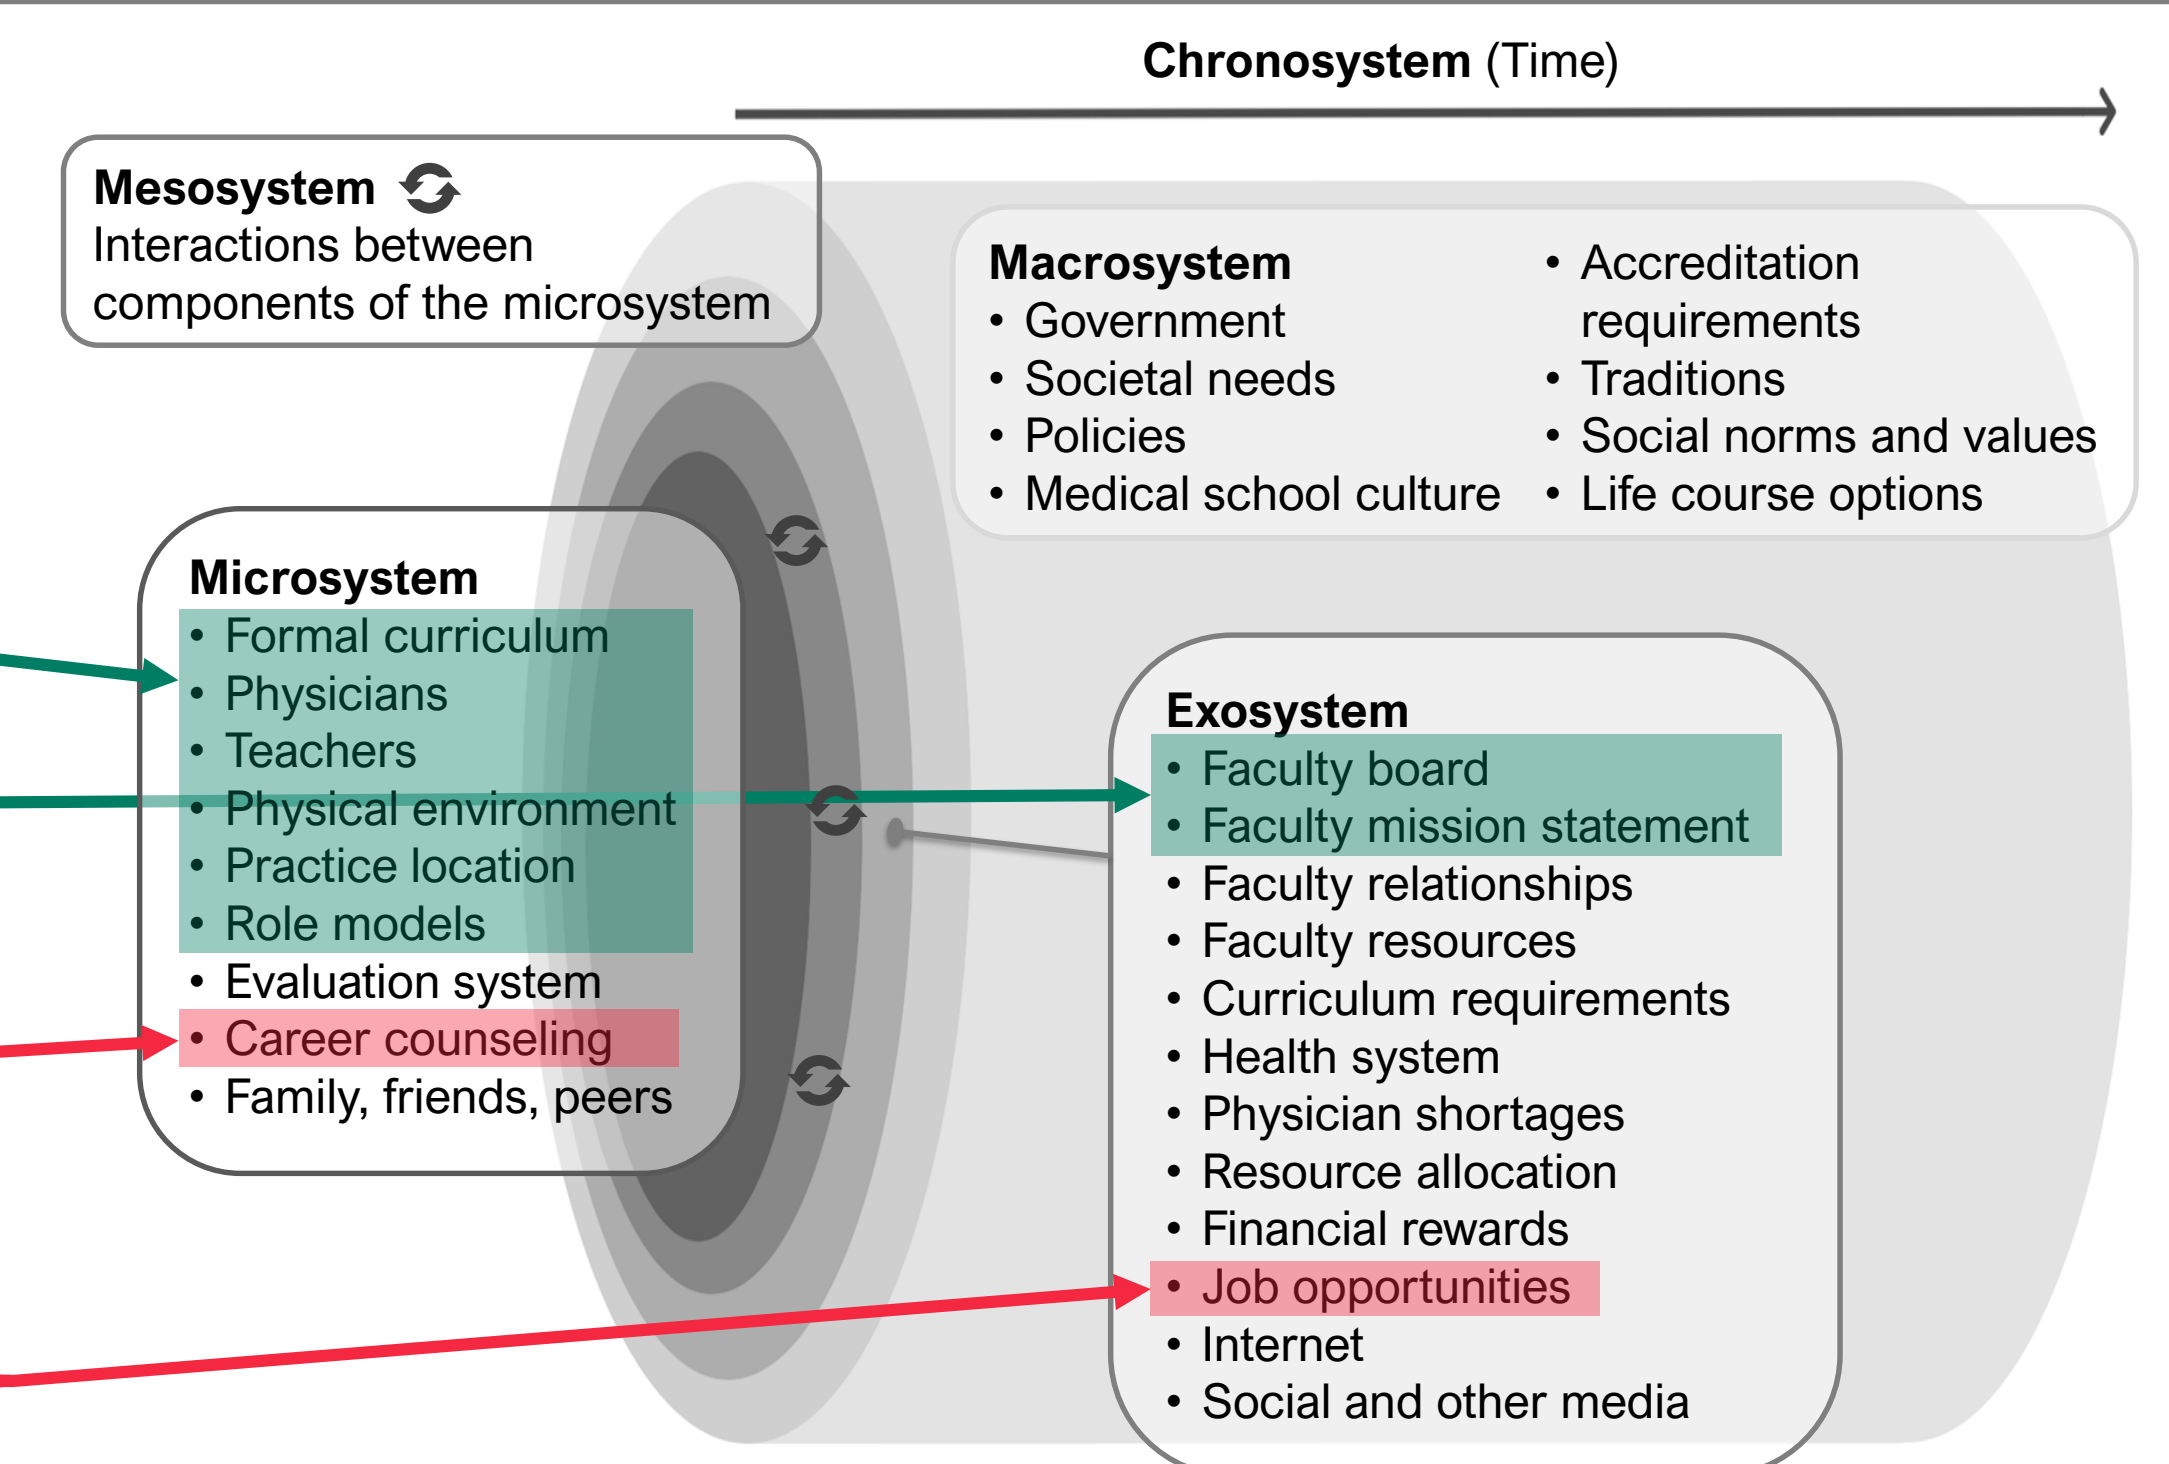 Chronosystem (Time)
Mesosystem
Interactions between
components of the microsystem
Macrosystem
• Government
• Societal needs
• Policies
• Medical school culture
• Accreditation
requirements
• Traditions
• Social norms and values
• Life course options
Microsystem
• Formal curriculum
• Physicians
• Teachers
• Physical environment
• Practice location
• Role models
• Evaluation system
• Career counseling
• Family, friends, peers
Exosystem
• Faculty board
• Faculty mission statement
• Faculty relationships
• Faculty resources
• Curriculum requirements
• Health system
• Physician shortages
• Resource allocation
• Financial rewards
• Job opportunities
• Internet
• Social and other media